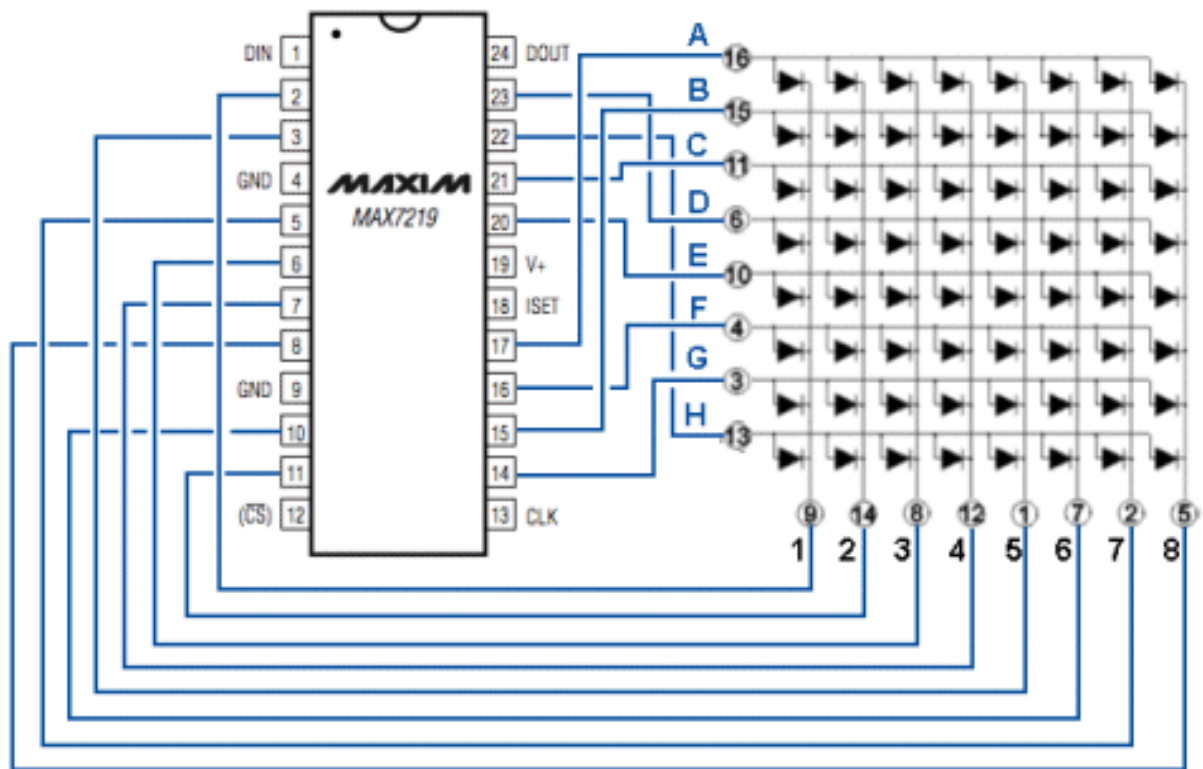 DIN 1
2
3
GND 4
5
6
7
8
GND 9
10
11
(C̅S̅) 12
MAXIM
MAX7219
24 DOUT
23
22
21
20
19 V+
18 ISET
17
16
15
14
13 CLK
A 16
B 15
C 11
D 6
E 10
F 4
G 3
H 13
9 14 8 12 1 7 2 5
1 2 3 4 5 6 7 8